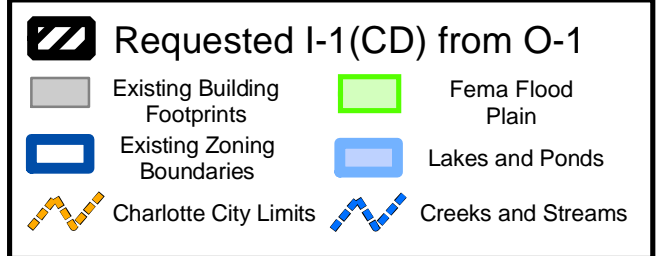 Requested I-1(CD) from O-1
Existing Building
Footprints
Fema Flood
Plain
Existing Zoning
Boundaries
Lakes and Ponds
Charlotte City Limits
Creeks and Streams